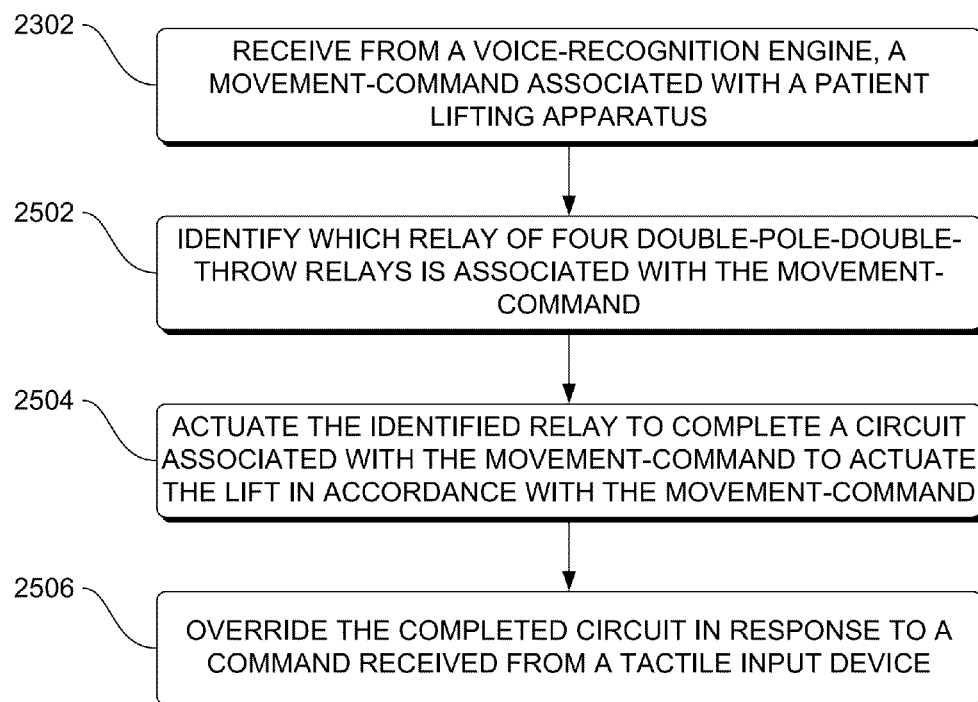 2302
RECEIVE FROM A VOICE-RECOGNITION ENGINE, A
MOVEMENT-COMMAND ASSOCIATED WITH A PATIENT
LIFTING APPARATUS
2502
IDENTIFY WHICH RELAY OF FOUR DOUBLE-POLE-DOUBLE-
THROW RELAYS IS ASSOCIATED WITH THE MOVEMENT-
COMMAND
2504
ACTUATE THE IDENTIFIED RELAY TO COMPLETE A CIRCUIT
ASSOCIATED WITH THE MOVEMENT-COMMAND TO ACTUATE
THE LIFT IN ACCORDANCE WITH THE MOVEMENT-COMMAND
2506
OVERRIDE THE COMPLETED CIRCUIT IN RESPONSE TO A
COMMAND RECEIVED FROM A TACTILE INPUT DEVICE